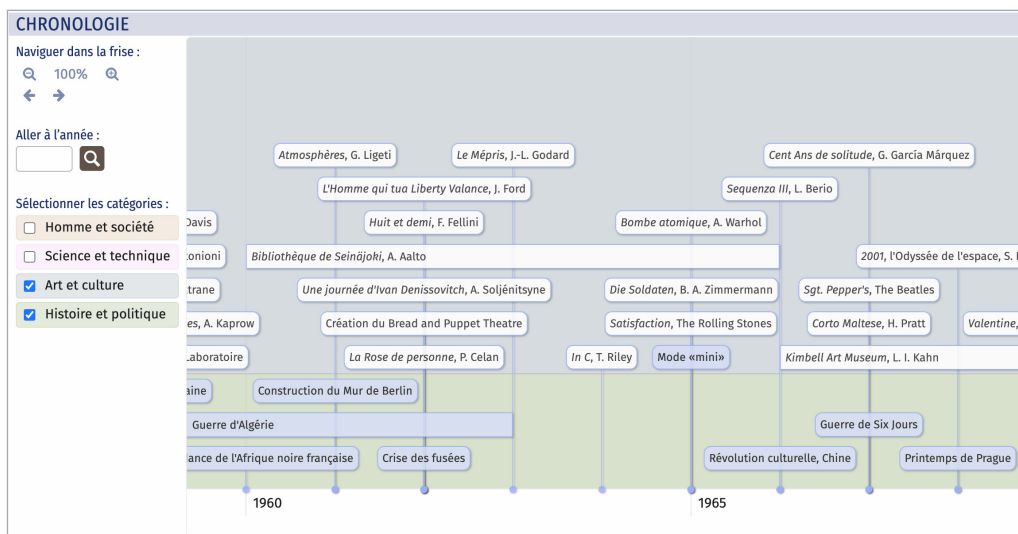 CHRONOLOGIE
Naviguer dans la frise :
100%
Aller à l'année :
Sélectionner les catégories :
Homme et société
Science et technique
Art et culture
Histoire et politique
Atmosphères, G. Ligeti
Le Mépris, J.-L. Godard
Cent Ans de solitude, G. García Márquez
L'Homme qui tua Liberty Valance, J. Ford
Sequenza III, L. Berio
Davis
Huit et demi, F. Fellini
Bombe atomique, A. Warhol
tonioni
Bibliothèque de Seinäjoki, A. Aalto
2001, l'Odyssée de l'espace, S.
ltrane
Une journée d'Ivan Denissovitch, A. Soljénitsyne
Die Soldaten, B. A. Zimmermann
Sgt. Pepper's, The Beatles
es, A. Kaprow
Création du Bread and Puppet Theatre
Satisfaction, The Rolling Stones
Corto Maltese, H. Pratt
Valentine,
Laboratoire
La Rose de personne, P. Celan
In C, T. Riley
Mode «mini»
Kimbell Art Museum, L. I. Kahn
aine
Construction du Mur de Berlin
Guerre d'Algérie
Guerre de Six Jours
ance de l'Afrique noire française
Crise des fusées
Révolution culturelle, Chine
Printemps de Prague
1960
1965